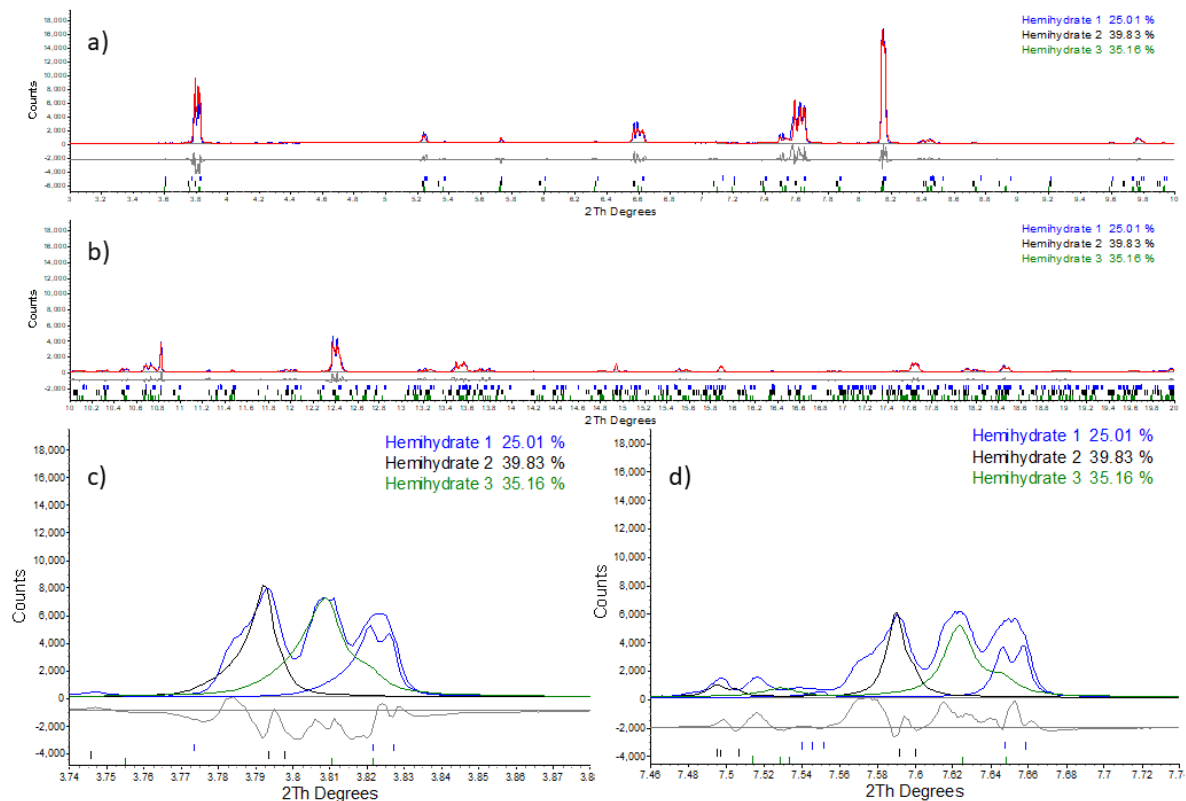 18,000
16,000
14,000
12,000
10,000
8,000
6,000
4,000
2,000
0
-2,000
-4,000
-6,000
Counts
a)
Hemihydrate 1 25.01 %
Hemihydrate 2 39.83 %
Hemihydrate 3 35.16 %
3 3.2 3.4 3.6 3.8 4 4.2 4.4 4.6 4.8 5 5.2 5.4 5.6 5.8 6 6.2 6.4 6.6 6.8 7 7.2 7.4 7.6 7.8 8 8.2 8.4 8.6 8.8 9 9.2 9.4 9.6 9.8 10
2Th Degrees
18,000
16,000
14,000
12,000
10,000
8,000
6,000
4,000
2,000
0
-2,000
Counts
b)
Hemihydrate 1 25.01 %
Hemihydrate 2 39.83 %
Hemihydrate 3 35.16 %
10 10.2 10.4 10.6 10.8 11 11.2 11.4 11.6 11.8 12 12.2 12.4 12.6 12.8 13 13.2 13.4 13.6 13.8 14 14.2 14.4 14.6 14.8 15 15.2 15.4 15.6 15.8 16 16.2 16.4 16.6 16.8 17 17.2 17.4 17.6 17.8 18 18.2 18.4 18.6 18.8 19 19.2 19.4 19.6 19.8 20
2Th Degrees
18,000
16,000
14,000
12,000
10,000
8,000
6,000
4,000
2,000
0
-2,000
-4,000
Counts
c)
Hemihydrate 1 25.01 %
Hemihydrate 2 39.83 %
Hemihydrate 3 35.16 %
3.74 3.75 3.76 3.77 3.78 3.79 3.8 3.81 3.82 3.83 3.84 3.85 3.86 3.87
2Th Degrees
18,000
16,000
14,000
12,000
10,000
8,000
6,000
4,000
2,000
0
-2,000
-4,000
Counts
d)
Hemihydrate 1 25.01 %
Hemihydrate 2 39.83 %
Hemihydrate 3 35.16 %
7.46 7.48 7.5 7.52 7.54 7.56 7.58 7.6 7.62 7.64 7.66 7.68 7.7 7.72 7.74
2Th Degrees